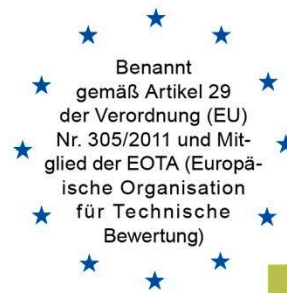 Benannt
gemäß Artikel 29
der Verordnung (EU)
Nr. 305/2011 und Mit-
glied der EOTA (Europä-
ische Organisation
für Technische
Bewertung)